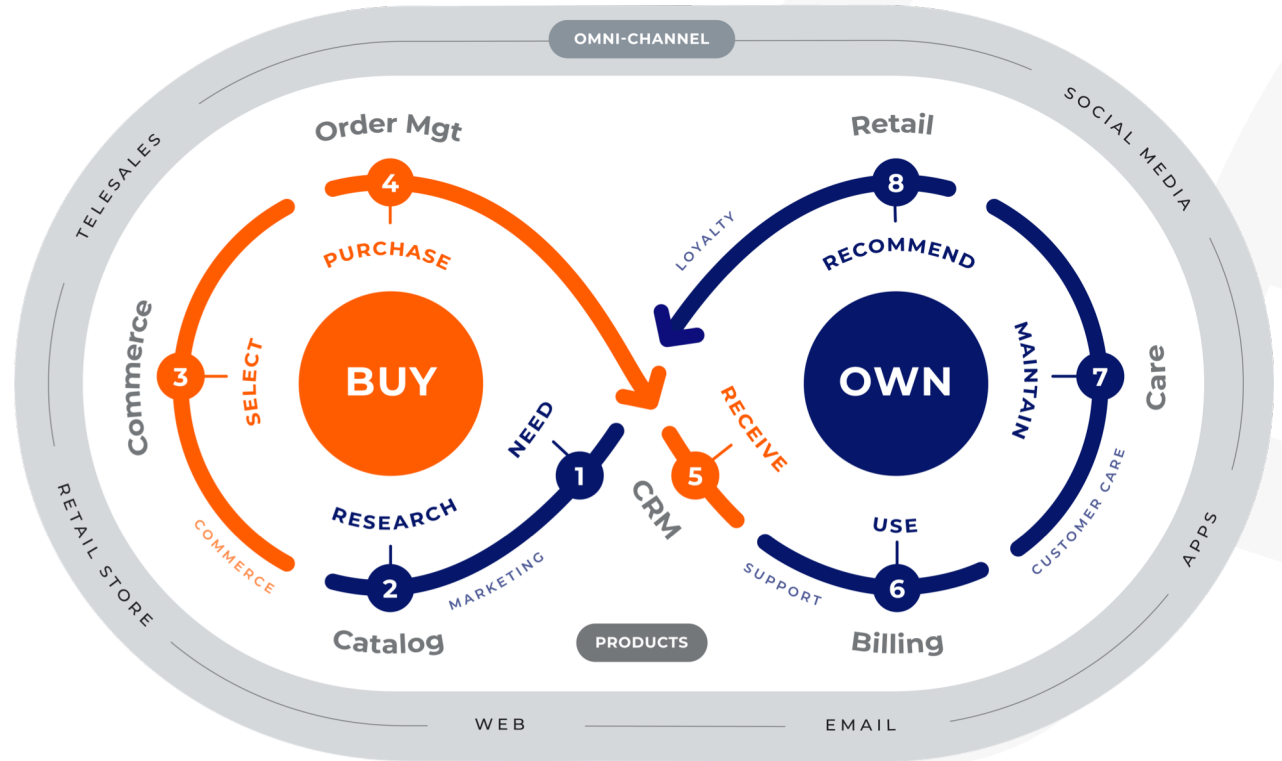 OMNI-CHANNEL
TELESALES
SOCIAL MEDIA
Order Mgt
4
PURCHASE
Commerce
3
SELECT
BUY
COMMERCE
NEED
1
RESEARCH
2
MARKETING
Catalog
CRM
Retail
8
RECOMMEND
LOYALTY
OWN
MAINTAIN
7
Care
CUSTOMER CARE
RECEIVE
5
USE
6
SUPPORT
Billing
PRODUCTS
RETAIL STORE
WEB
EMAIL
APPS